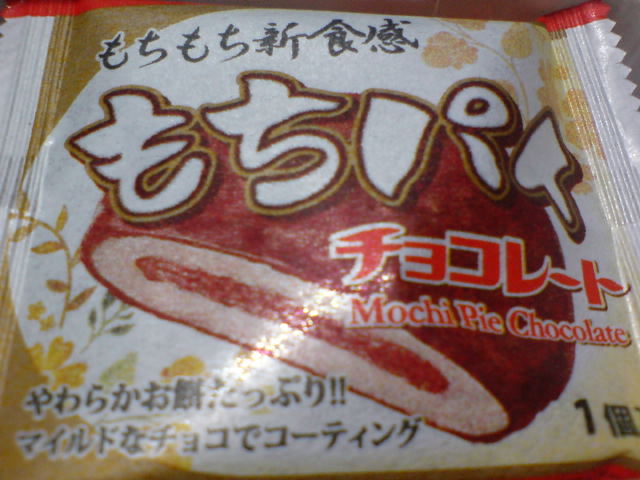 もちもち新食感
もちパイ
チョコレート
Mochi Pie Chocolate
やわらかお餅たっぷり!!
マイルドなチョコでコーティング
1個